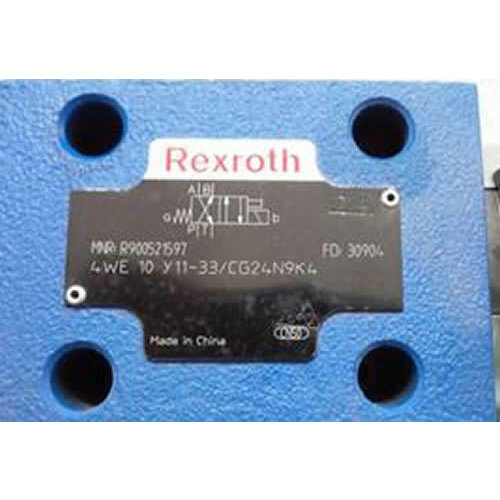 Rexroth
A B
a b
P T
MNR: R900521597 FD: 30904
4WE 10 Y11-33/CG24N9K4
Made in China